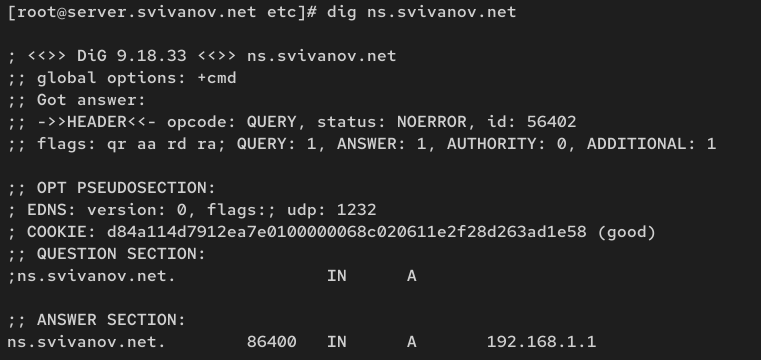 [root@server.svivanov.net etc]# dig ns.svivanov.net
; <<>> DiG 9.18.33 <<>> ns.svivanov.net
;; global options: +cmd
;; Got answer:
;; ->>HEADER<<- opcode: QUERY, status: NOERROR, id: 56402
;; flags: qr aa rd ra; QUERY: 1, ANSWER: 1, AUTHORITY: 0, ADDITIONAL: 1
;; OPT PSEUDOSECTION:
; EDNS: version: 0, flags:; udp: 1232
; COOKIE: d84a114d7912ea7e0100000068c020611e2f28d263ad1e58 (good)
;; QUESTION SECTION:
;ns.svivanov.net. IN A
;; ANSWER SECTION:
ns.svivanov.net. 86400 IN A 192.168.1.1